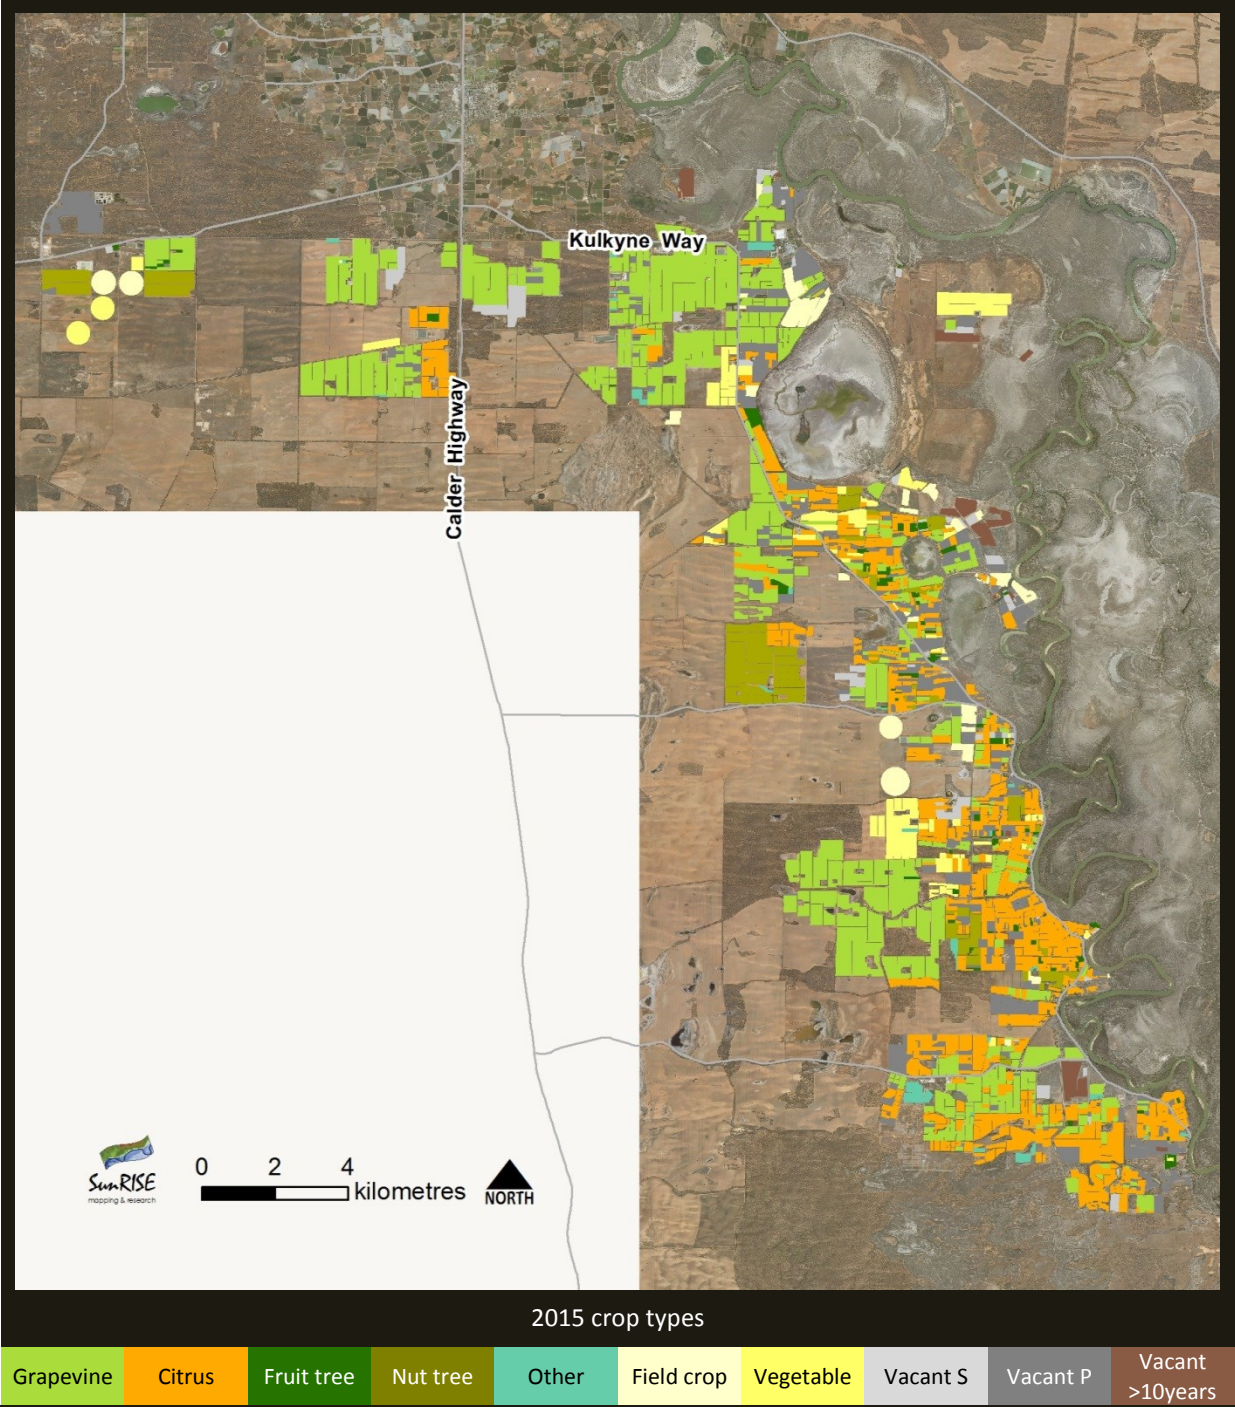 Kulkyne Way
Calder Highway
SunRISE
mapping & research
0 2 4
kilometres
NORTH
2015 crop types
Grapevine
Citrus
Fruit tree
Nut tree
Other
Field crop
Vegetable
Vacant S
Vacant P
Vacant
>10years